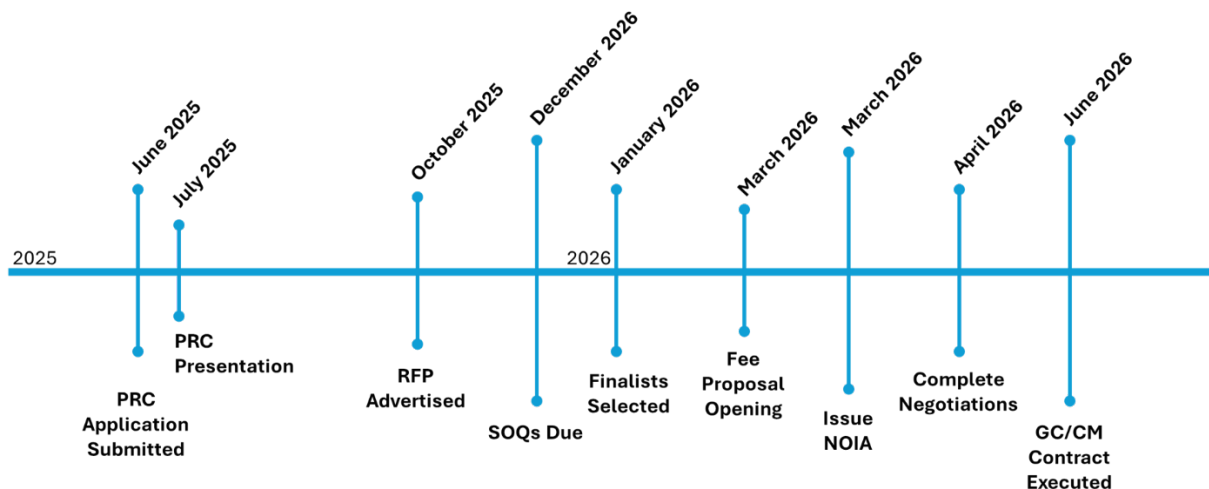 June 2025
July 2025
October 2025
December 2026
January 2026
March 2026
March 2026
April 2026
June 2026
2025
2026
PRC
Application
Submitted
PRC
Presentation
RFP
Advertised
SOQs Due
Finalists
Selected
Fee
Proposal
Opening
Issue
NOIA
Complete
Negotiations
GC/CM
Contract
Executed